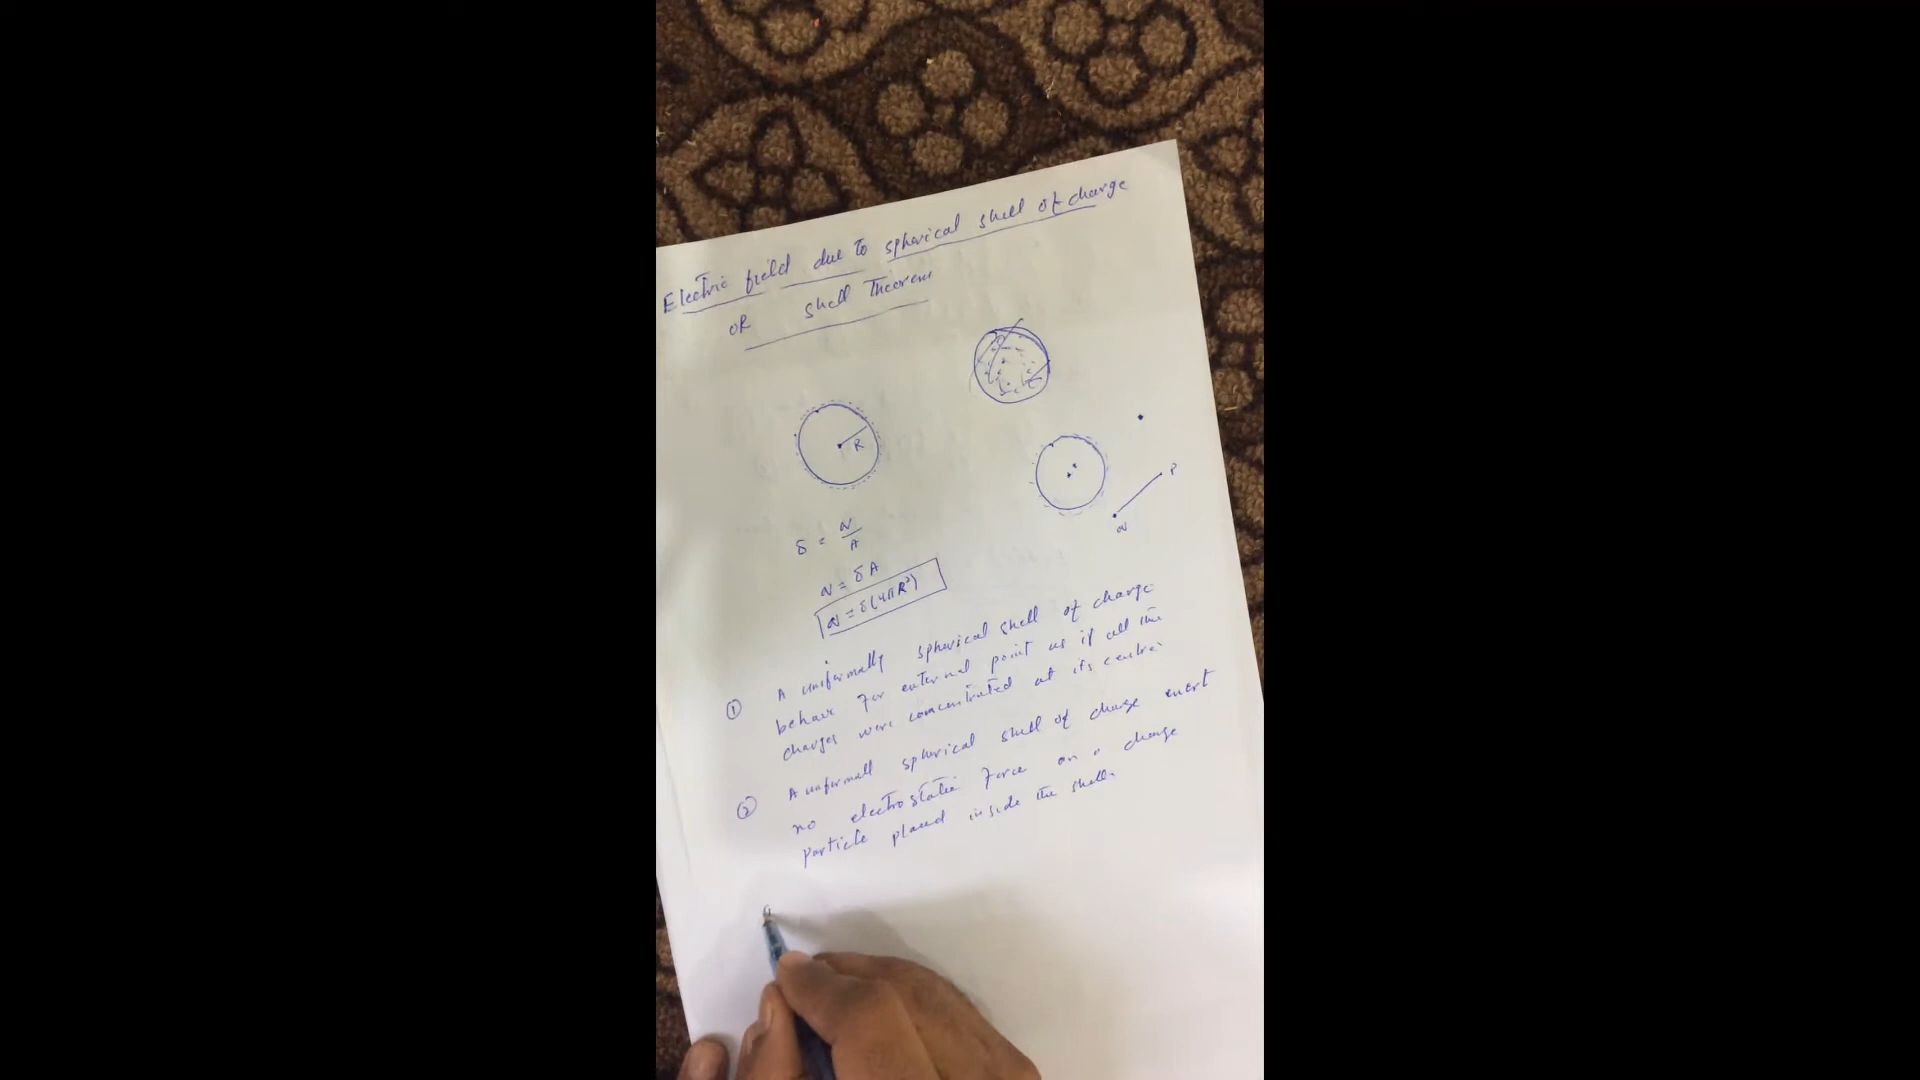 Electric field due to spherical shell of charge
OR shell Theorem
R
P
q
δ = q/A
q = δA
q = δ(4πR²)
① A uniformally spherical shell of charge
behave for external point as if all the
charges were concentrated at its centre.
② A unformall spherical shell of charge exert
no electrostatic force on a charge
particle placed inside the shell.